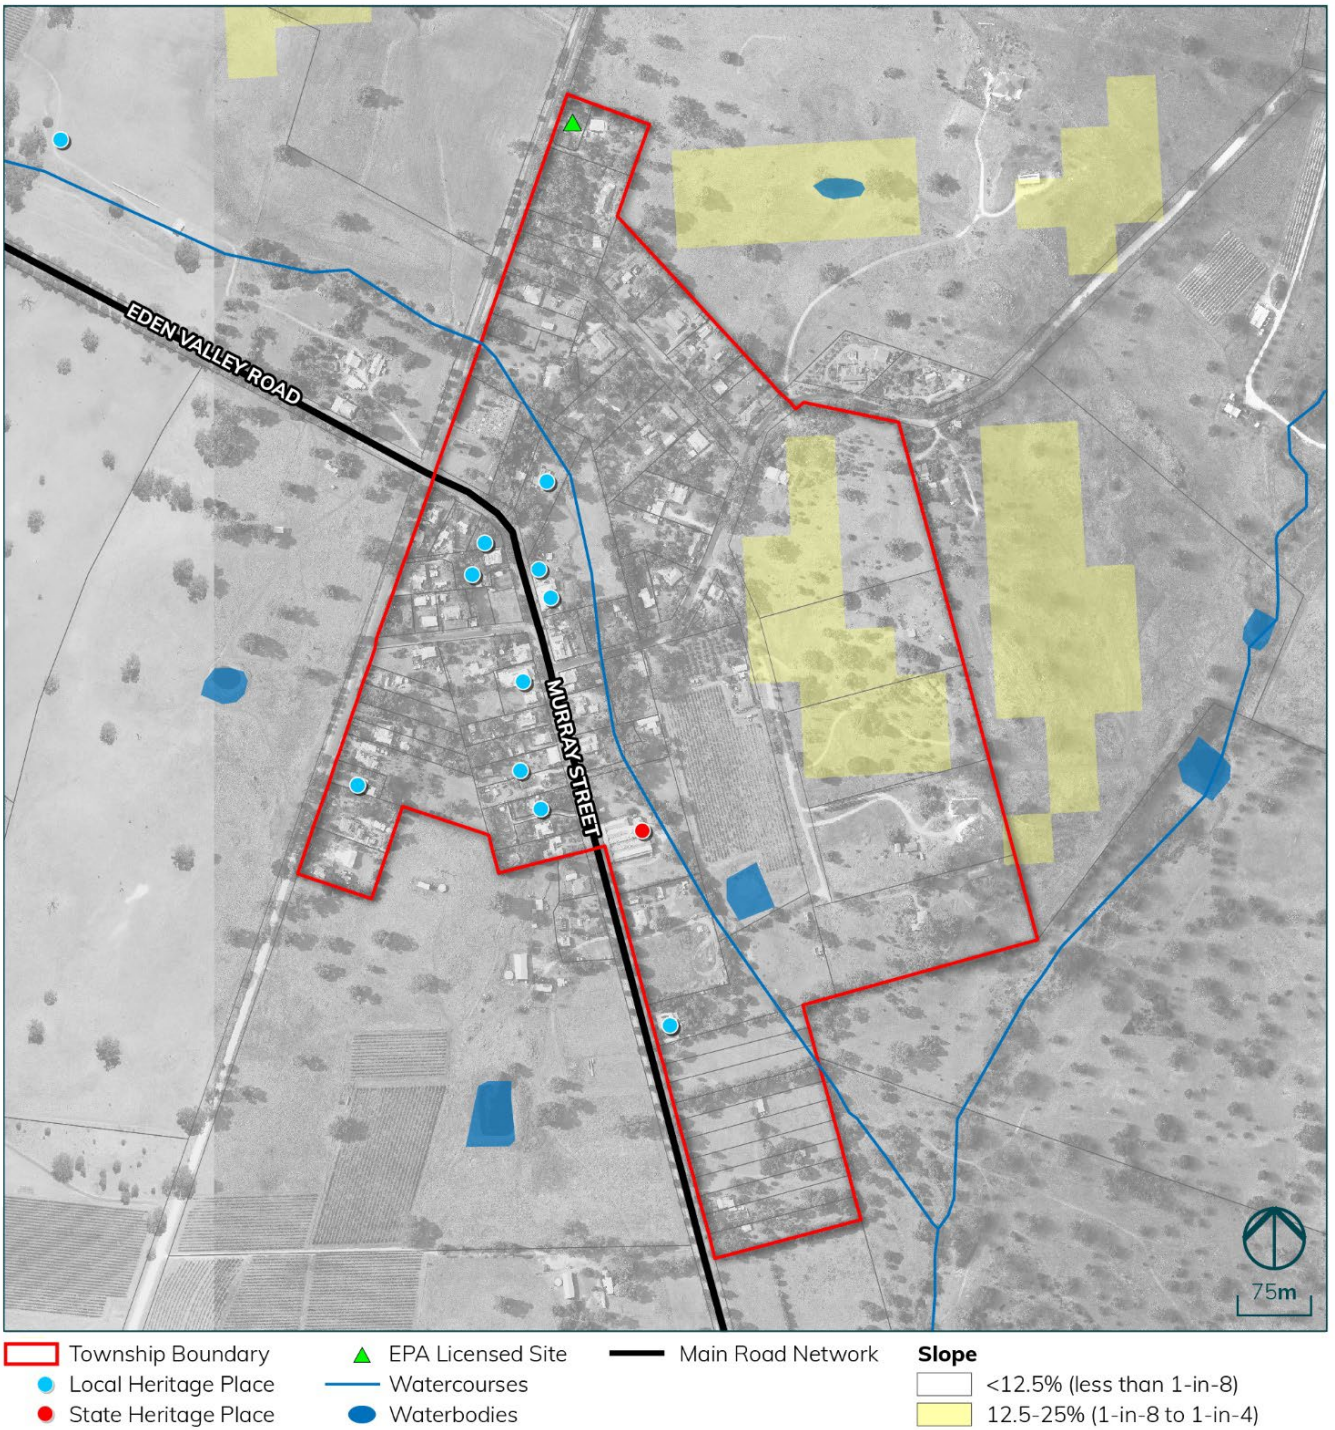 EDEN VALLEY ROAD
MURRAY STREET
75m
Township Boundary
Local Heritage Place
State Heritage Place
EPA Licensed Site
Watercourses
Waterbodies
Main Road Network
Slope
<12.5% (less than 1-in-8)
12.5-25% (1-in-8 to 1-in-4)